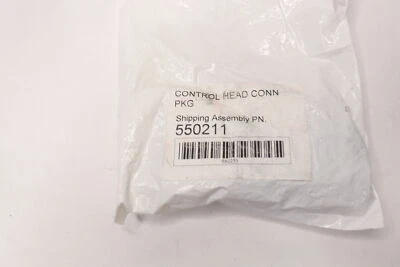 CONTROL HEAD CONN
PKG
Shipping Assembly PN.
550211